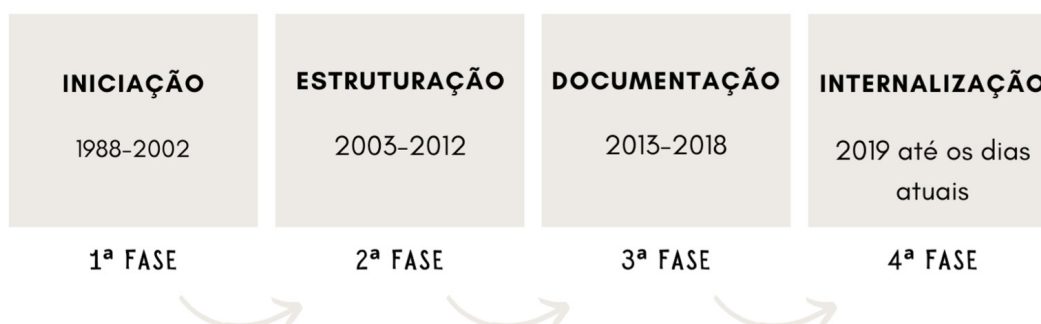 INICIAÇÃO
1988-2002
1ª FASE
ESTRUTURAÇÃO
2003-2012
2ª FASE
DOCUMENTAÇÃO
2013-2018
3ª FASE
INTERNALIZAÇÃO
2019 até os dias
atuais
4ª FASE